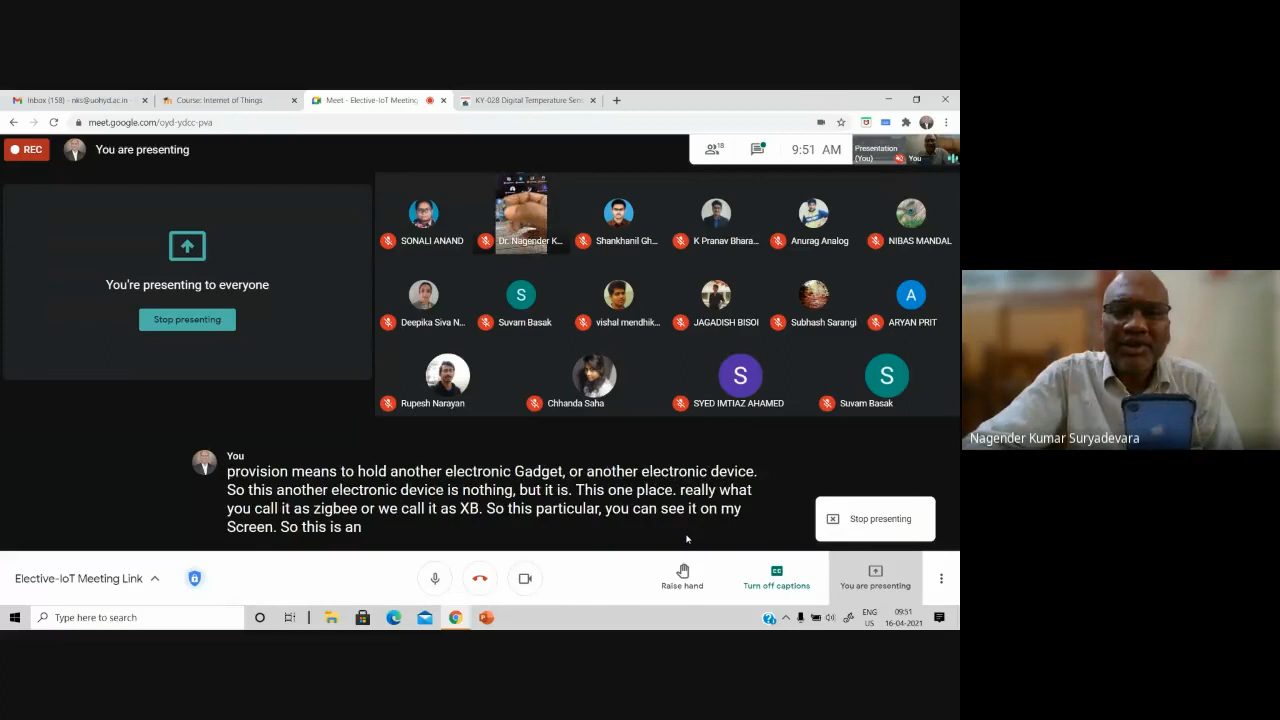 Inbox (158) - nks@uohyd.ac.in
Course: Internet of Things
Meet - Elective-IoT Meeting
KY-028 Digital Temperature Sens
meet.google.com/oyd-ydcc-pva
REC
You are presenting
18
9:51 AM
Presentation
(You)
You
SONALI ANAND
Dr. Nagender K...
Shankhanil Gh...
K Pranav Bhara...
Anurag Analog
NIBAS MANDAL
You're presenting to everyone
Stop presenting
Deepika Siva N...
S
Suvam Basak
vishal mendhik...
JAGADISH BISOI
Subhash Sarangi
A
ARYAN PRIT
Rupesh Narayan
Chhanda Saha
S
SYED IMTIAZ AHAMED
S
Suvam Basak
Nagender Kumar Suryadevara
You
provision means to hold another electronic Gadget, or another electronic device.
So this another electronic device is nothing, but it is. This one place. really what
you call it as zigbee or we call it as XB. So this particular, you can see it on my
Screen. So this is an
Stop presenting
Elective-IoT Meeting Link
Raise hand
CC
Turn off captions
You are presenting
Type here to search
ENG
US
09:51
16-04-2021